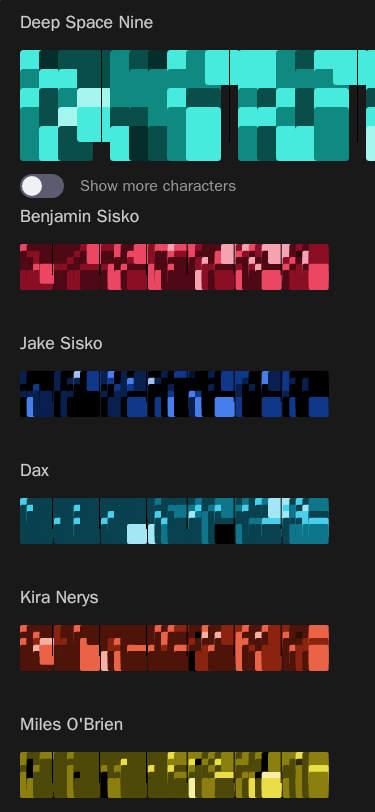 Deep Space Nine
Show more characters
Benjamin Sisko
Jake Sisko
Dax
Kira Nerys
Miles O'Brien